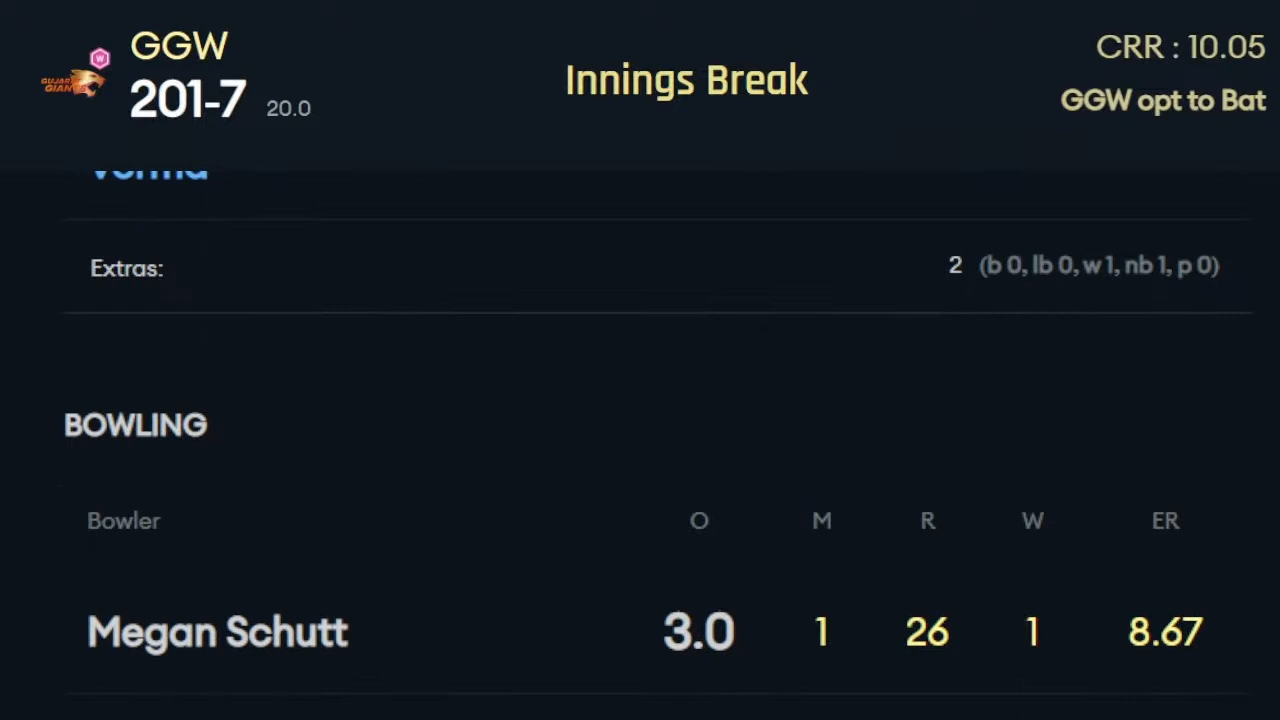 GGW
201-7 20.0
Innings Break
CRR : 10.05
GGW opt to Bat
Extras: 2 (b 0, lb 0, w 1, nb 1, p 0)
BOWLING
Bowler O M R W ER
Megan Schutt 3.0 1 26 1 8.67